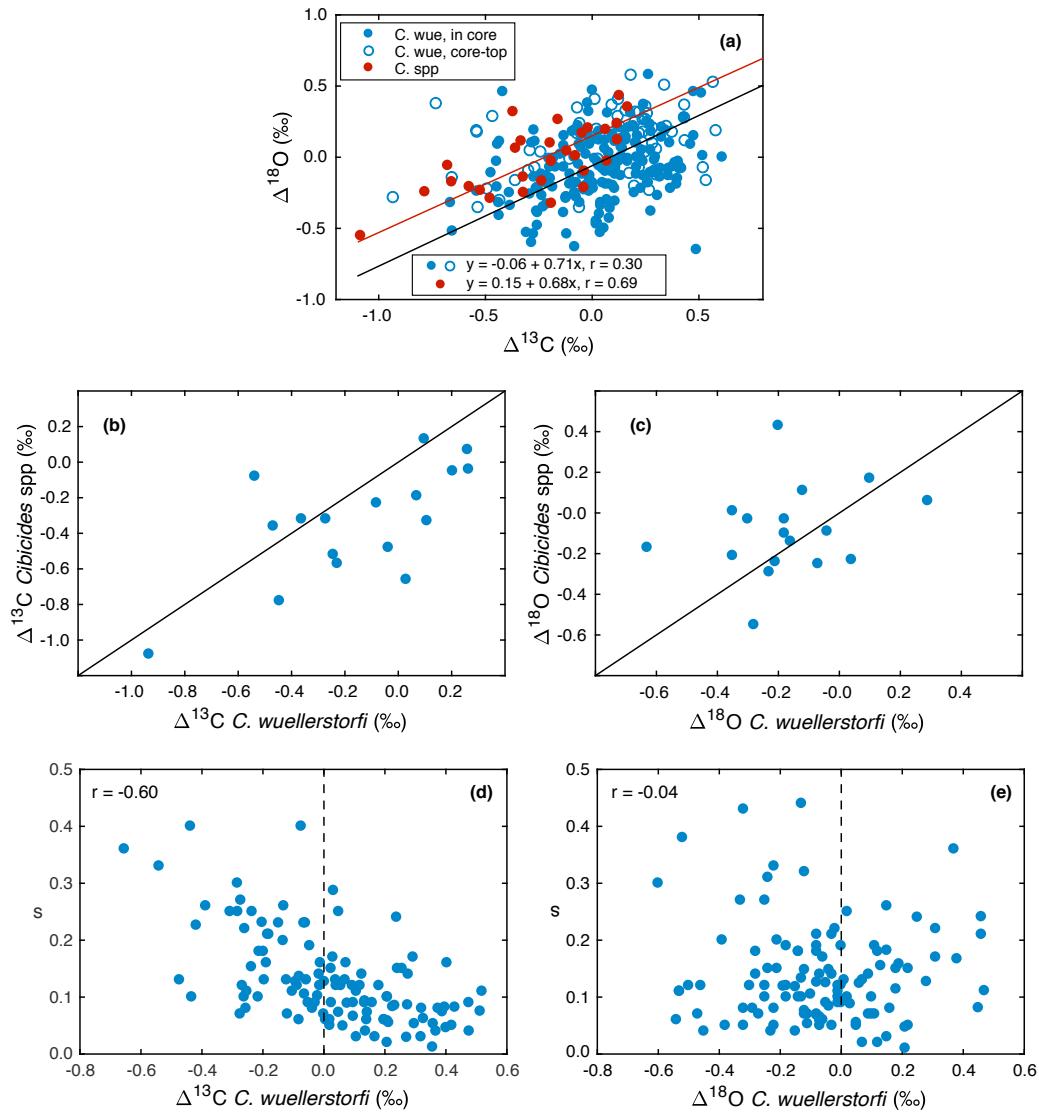 1.0
C. wue, in core
(a)
C. wue, core-top
C. spp
0.5
0.0
-0.5
y = -0.06 + 0.71x, r = 0.30
y = 0.15 + 0.68x, r = 0.69
-1.0
-1.0 -0.5 0.0 0.5
Δ18O (‰)
Δ13C (‰)
(b)
0.2
0.0
-0.2
-0.4
-0.6
-0.8
-1.0
-1.0 -0.8 -0.6 -0.4 -0.2 0.0 0.2
Δ13C Cibicides spp (‰)
Δ13C C. wuellerstorfi (‰)
(c)
0.4
0.2
-0.0
-0.2
-0.4
-0.6
-0.6 -0.4 -0.2 -0.0 0.2 0.4
Δ18O Cibicides spp (‰)
Δ18O C. wuellerstorfi (‰)
0.5
r = -0.60
(d)
0.4
0.3
s
0.2
0.1
0.0
-0.8 -0.6 -0.4 -0.2 0.0 0.2 0.4 0.6
Δ13C C. wuellerstorfi (‰)
0.5
r = -0.04
(e)
0.4
0.3
s
0.2
0.1
0.0
-0.8 -0.6 -0.4 -0.2 0.0 0.2 0.4 0.6
Δ18O C. wuellerstorfi (‰)